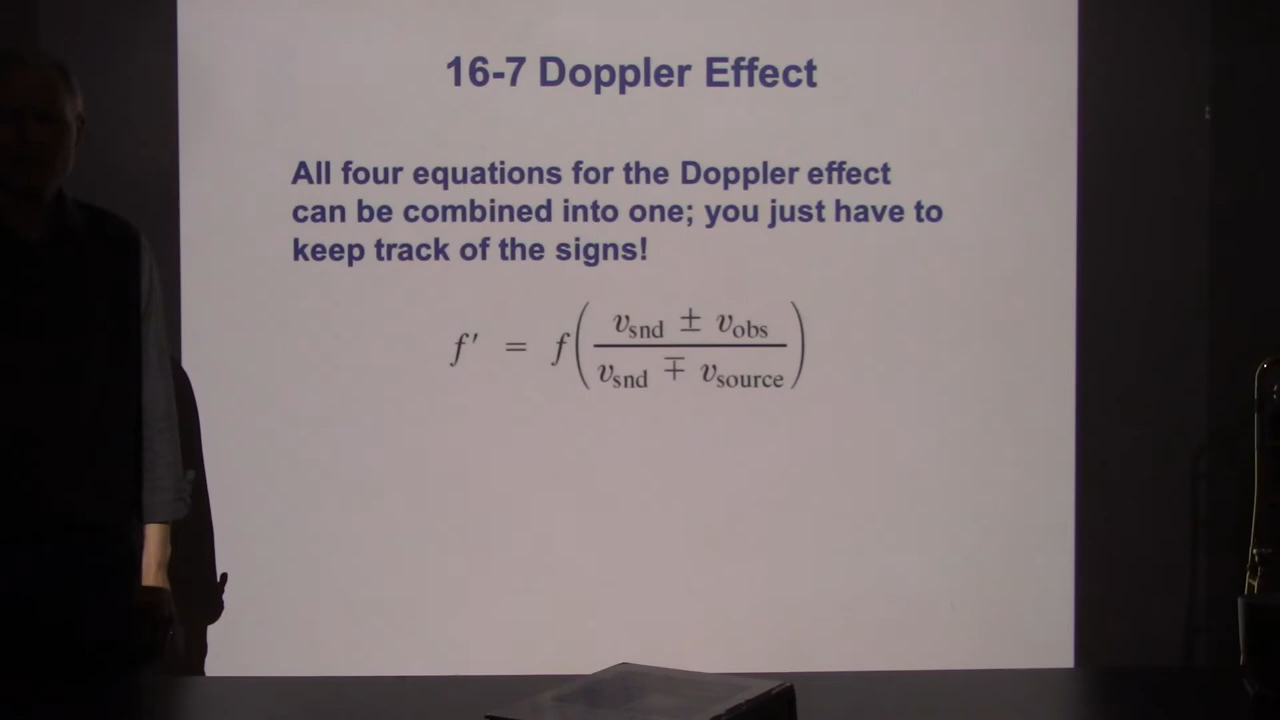 16-7 Doppler Effect
All four equations for the Doppler effect
can be combined into one; you just have to
keep track of the signs!
f′ = f(v_snd ± v_obs / v_snd ∓ v_source)